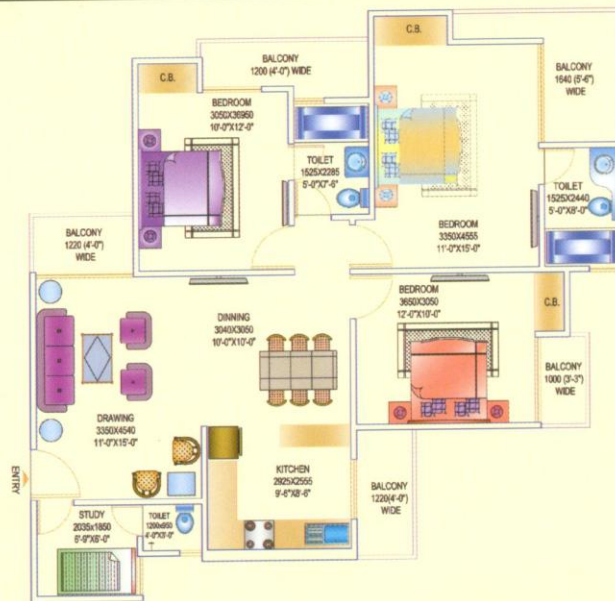 C.B.
BALCONY
1200 (4'-0") WIDE
C.B.
BALCONY
1640 (5'-6")
WIDE
BEDROOM
3050X36950
10'-0"X12'-0"
TOILET
1525X2285
5'-0"X7'-6"
TOILET
1525X2440
5'-0"X8'-0"
BALCONY
1220 (4'-0")
WIDE
BEDROOM
3350X4555
11'-0"X15'-0"
DINNING
3040X3050
10'-0"X10'-0"
BEDROOM
3650X3050
12'-0"X10'-0"
C.B.
BALCONY
1000 (3'-3")
WIDE
DRAWING
3350X4540
11'-0"X15'-0"
ENTRY
KITCHEN
2925X2555
9'-6"X8'-6"
BALCONY
1220(4'-0")
WIDE
STUDY
2035x1850
6'-9"X6'-0"
TOILET
1200x950
4'-0"X3'-0"